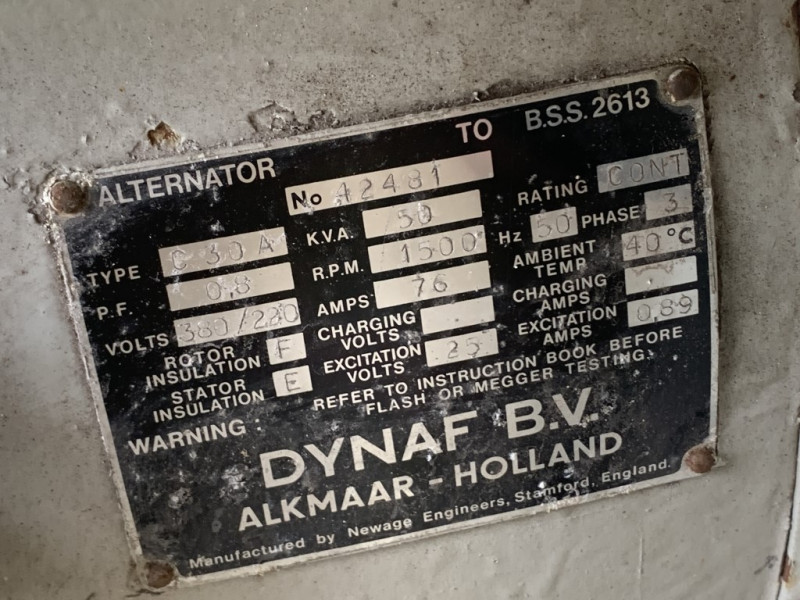 ALTERNATOR TO B.S.S. 2613
No 42481 RATING CONT
TYPE C 30 A K.V.A. 50 Hz 50 PHASE 3
P.F. 0.8 R.P.M. 1500 AMBIENT TEMP 40°C
VOLTS 380/220 AMPS 76 CHARGING AMPS
ROTOR INSULATION F CHARGING VOLTS EXCITATION AMPS 0,89
STATOR INSULATION E EXCITATION VOLTS 25
WARNING: REFER TO INSTRUCTION BOOK BEFORE
FLASH OR MEGGER TESTING.
DYNAF B.V.
ALKMAAR - HOLLAND
Manufactured by Newage Engineers, Stamford, England.